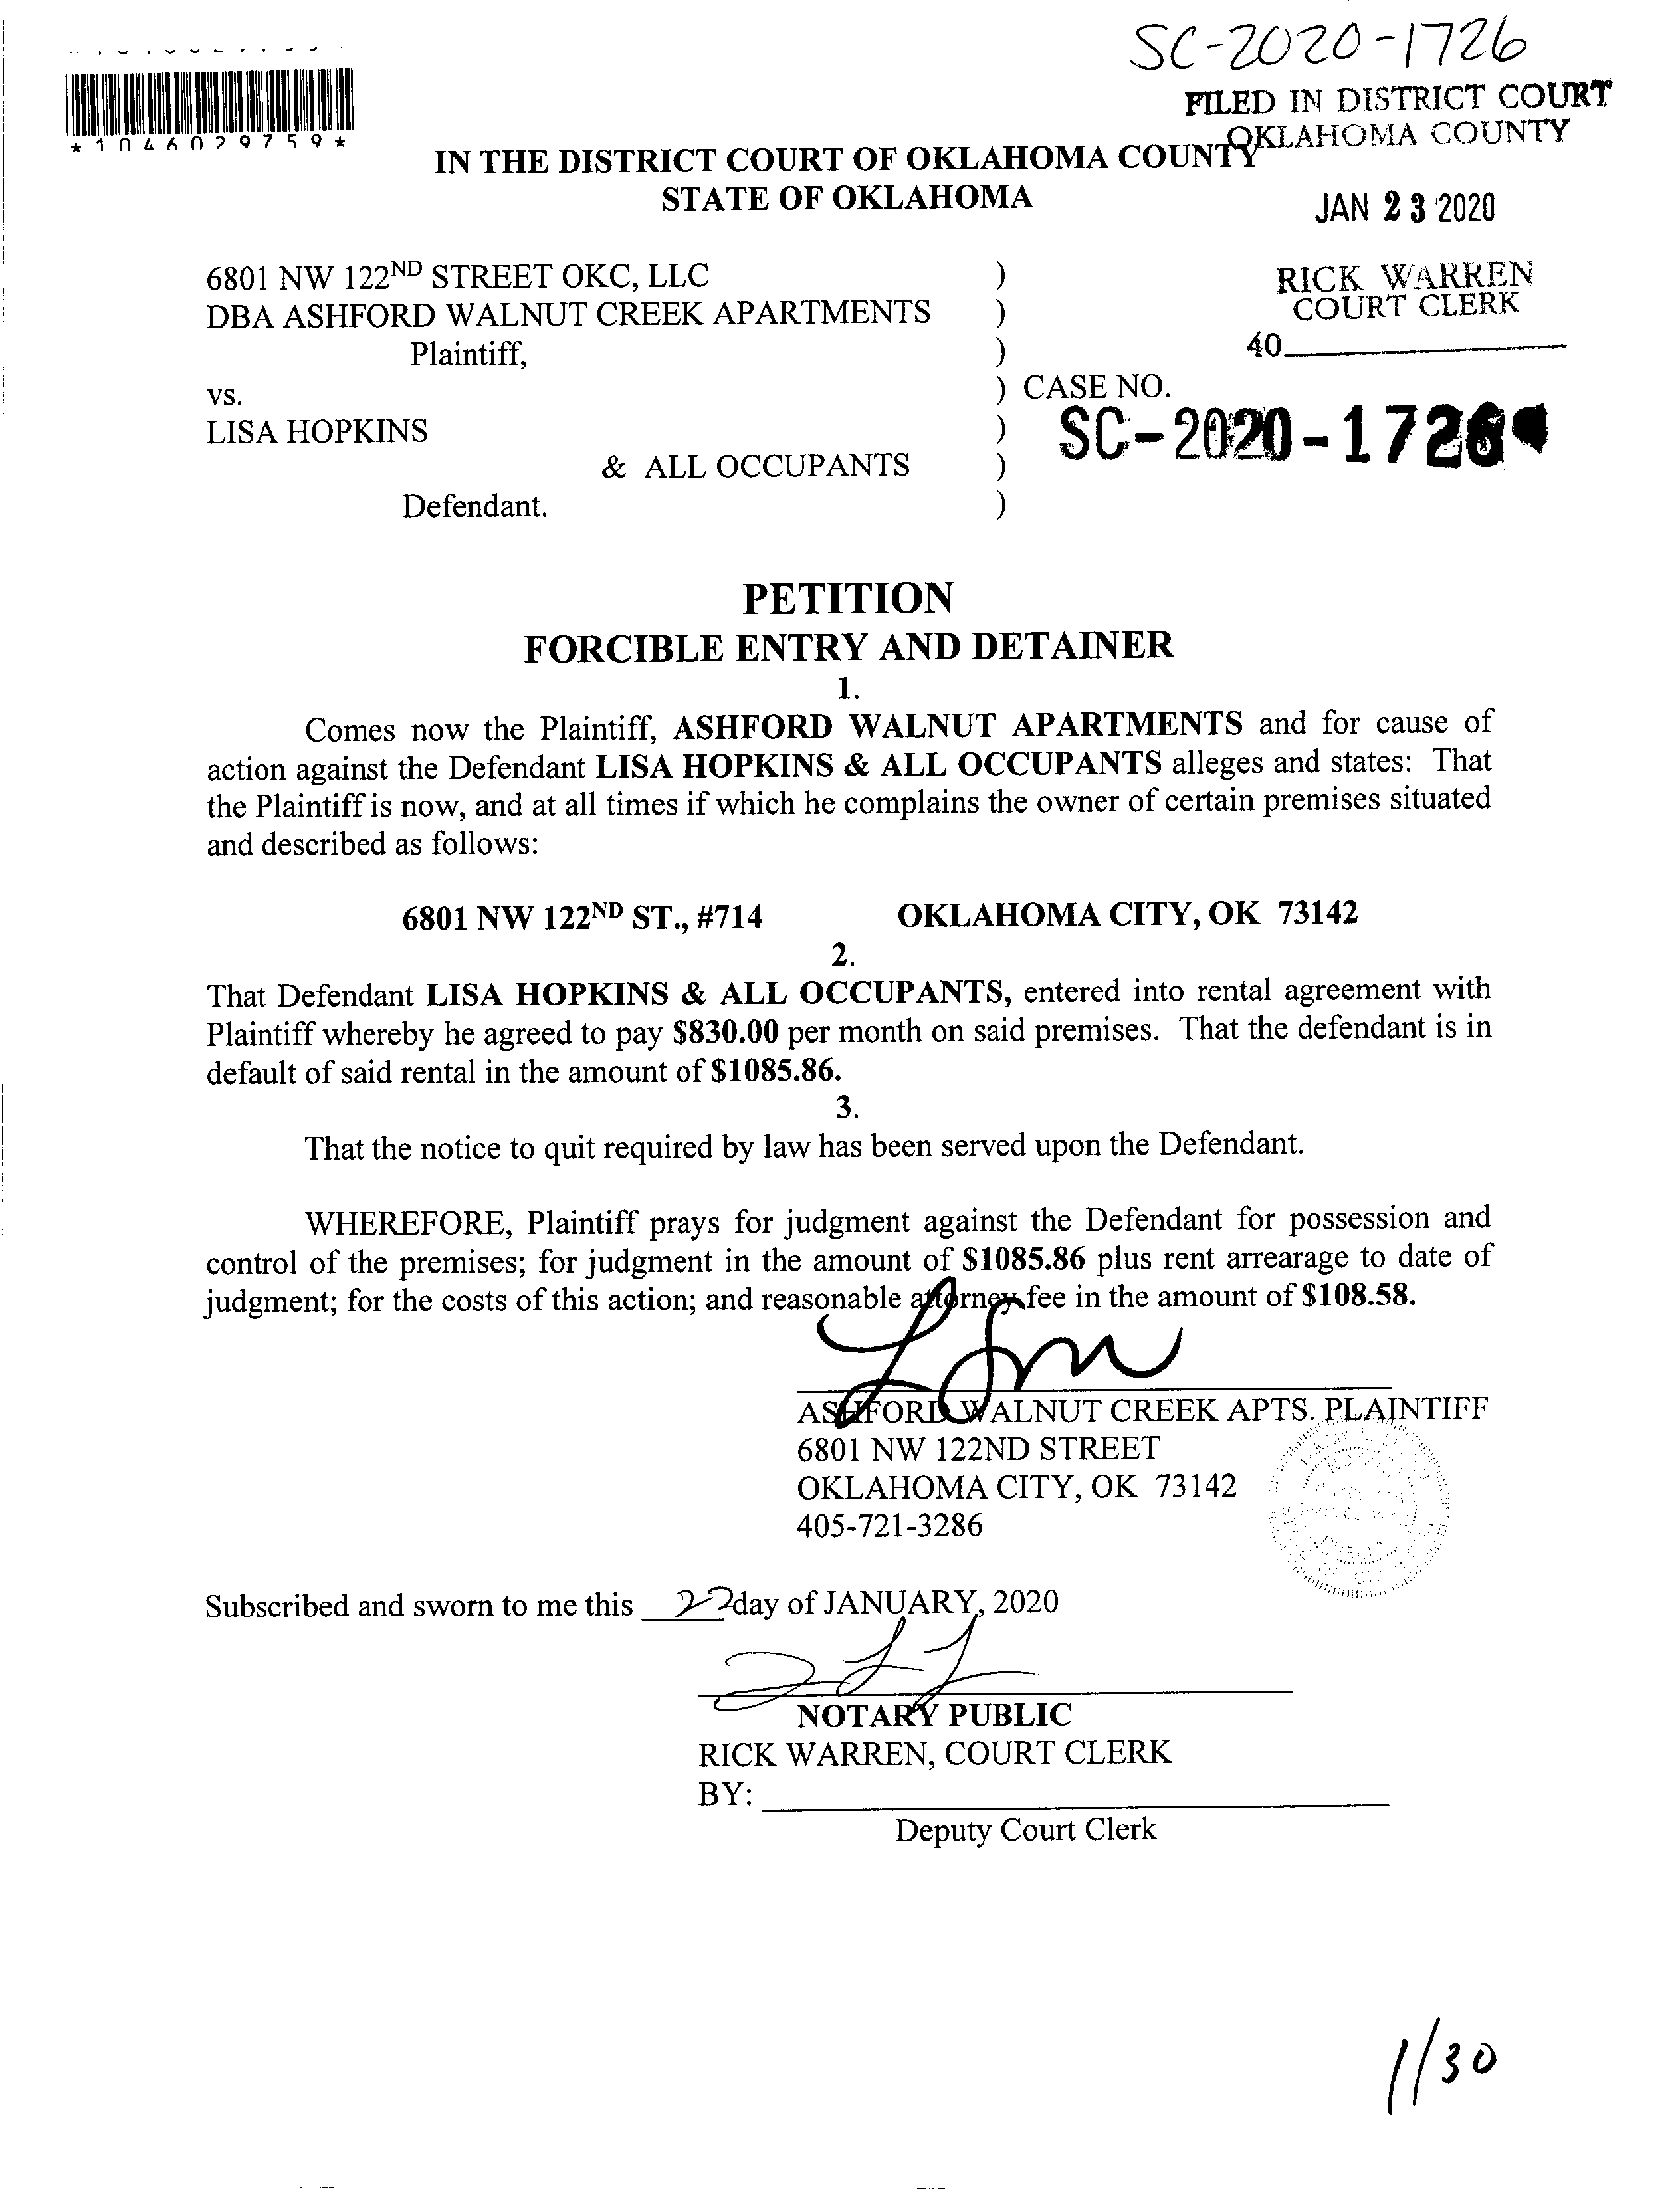 SC-2020-1726
FILED IN DISTRICT COURT
OKLAHOMA COUNTY
*1046029759*
IN THE DISTRICT COURT OF OKLAHOMA COUNTY
STATE OF OKLAHOMA
JAN 23 2020
6801 NW 122ND STREET OKC, LLC )
DBA ASHFORD WALNUT CREEK APARTMENTS )
Plaintiff, )
RICK WARREN
COURT CLERK
40
vs. ) CASE NO.
LISA HOPKINS ) SC-2020-1726
& ALL OCCUPANTS )
Defendant. )
PETITION
FORCIBLE ENTRY AND DETAINER
1.
Comes now the Plaintiff, ASHFORD WALNUT APARTMENTS and for cause of
action against the Defendant LISA HOPKINS & ALL OCCUPANTS alleges and states: That
the Plaintiff is now, and at all times if which he complains the owner of certain premises situated
and described as follows:
6801 NW 122ND ST., #714 OKLAHOMA CITY, OK 73142
2.
That Defendant LISA HOPKINS & ALL OCCUPANTS, entered into rental agreement with
Plaintiff whereby he agreed to pay $830.00 per month on said premises. That the defendant is in
default of said rental in the amount of $1085.86.
3.
That the notice to quit required by law has been served upon the Defendant.
WHEREFORE, Plaintiff prays for judgment against the Defendant for possession and
control of the premises; for judgment in the amount of $1085.86 plus rent arrearage to date of
judgment; for the costs of this action; and reasonable attorney fee in the amount of $108.58.
ASHFORD WALNUT CREEK APTS. PLAINTIFF
6801 NW 122ND STREET
OKLAHOMA CITY, OK 73142
405-721-3286
Subscribed and sworn to me this 22 day of JANUARY, 2020
NOTARY PUBLIC
RICK WARREN, COURT CLERK
BY:
Deputy Court Clerk
1/30